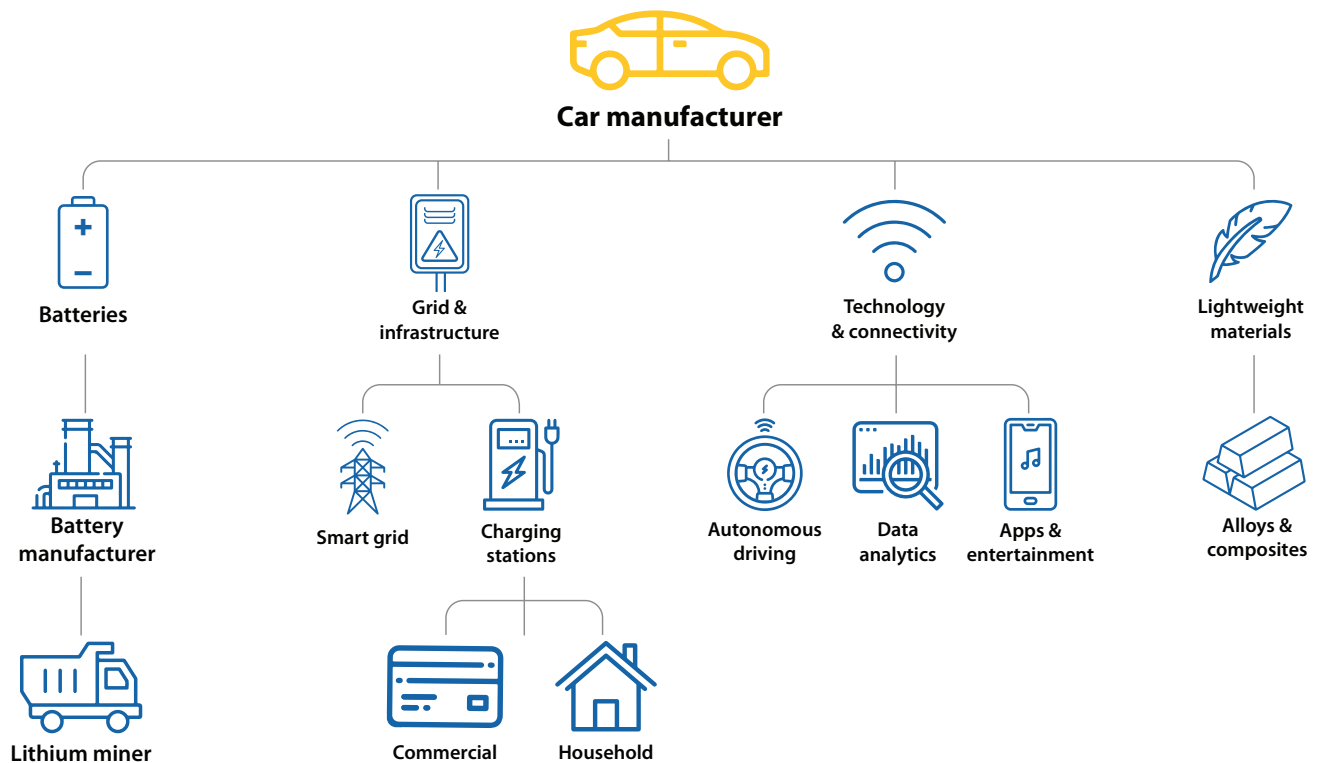 Car manufacturer
Batteries
Grid &
infrastructure
Technology
& connectivity
Lightweight
materials
Battery
manufacturer
Smart grid
Charging
stations
Autonomous
driving
Data
analytics
Apps &
entertainment
Alloys &
composites
Lithium miner
Commercial
Household